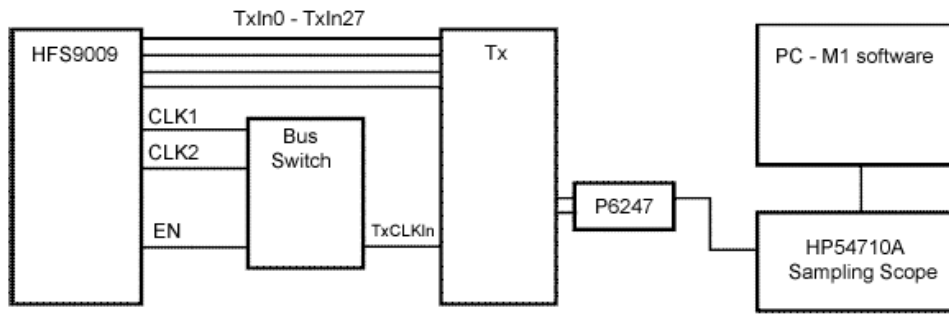 TxIn0 - TxIn27
HFS9009
Tx
PC - M1 software
CLK1
Bus
Switch
CLK2
P6247
EN
TxCLKIn
HP54710A
Sampling Scope